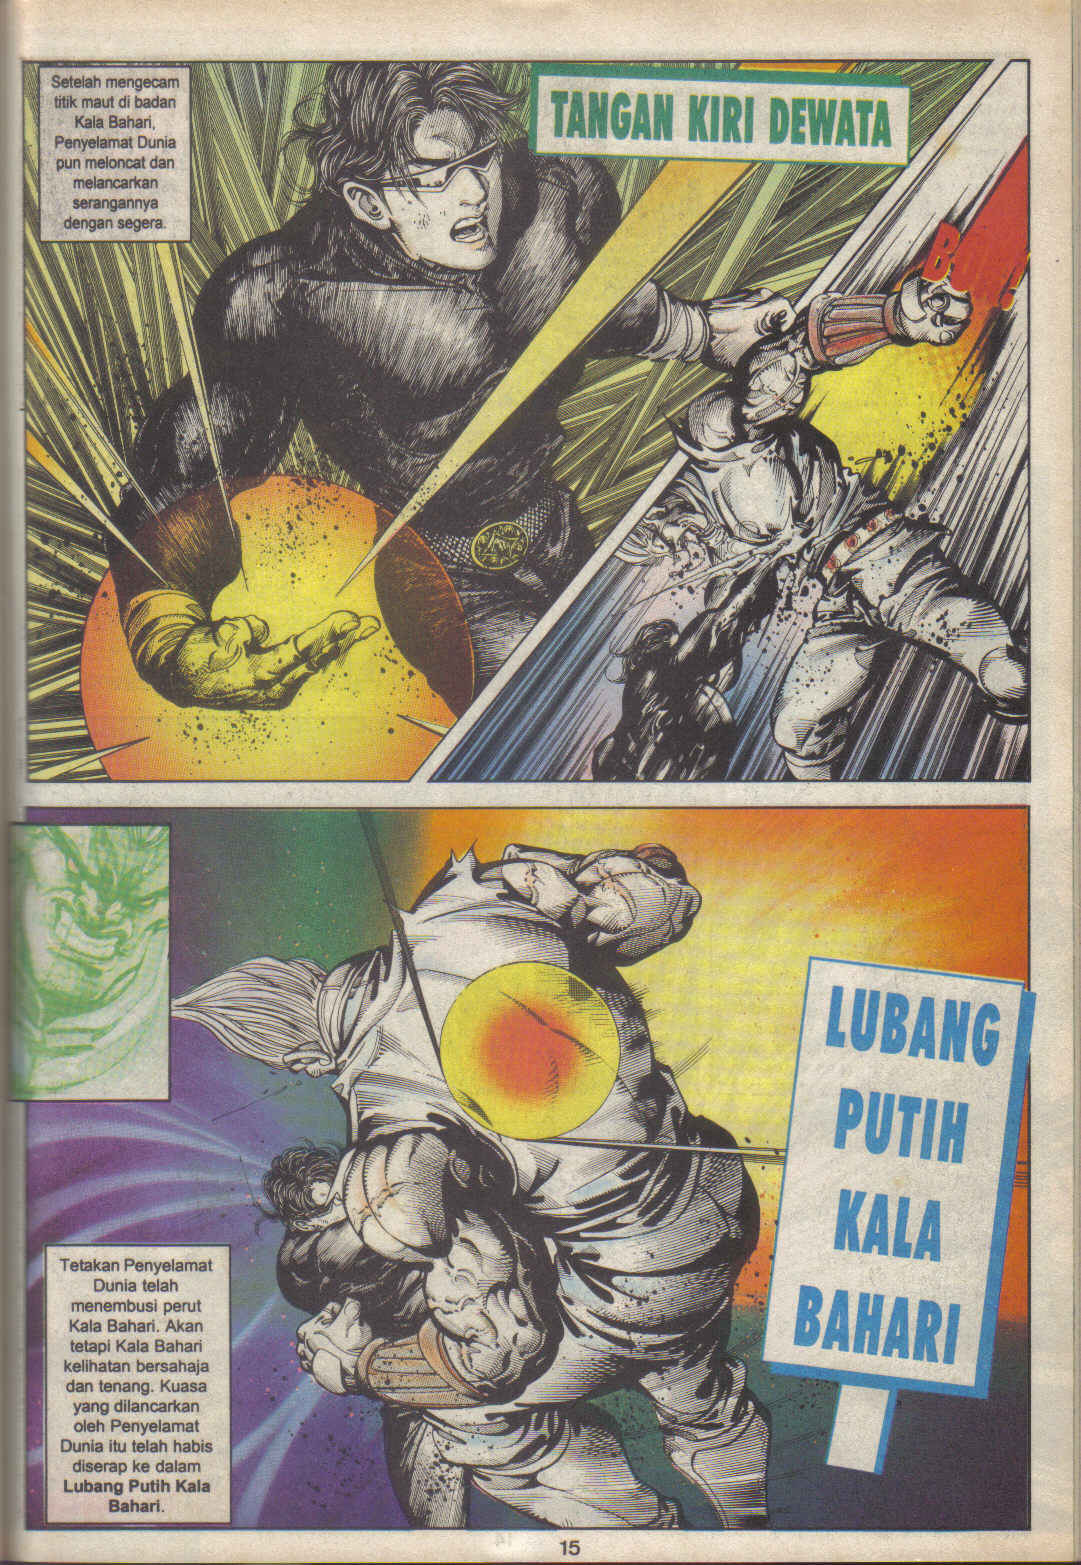 Setelah mengecam
titik maut di badan
Kala Bahari,
Penyelamat Dunia
pun meloncat dan
melancarkan
serangannya
dengan segera.
TANGAN KIRI DEWATA
LUBANG
PUTIH
KALA
BAHARI
Tetakan Penyelamat
Dunia telah
menembusi perut
Kala Bahari. Akan
tetapi Kala Bahari
kelihatan bersahaja
dan tenang. Kuasa
yang dilancarkan
oleh Penyelamat
Dunia itu telah habis
diserap ke dalam
Lubang Putih Kala
Bahari.
15